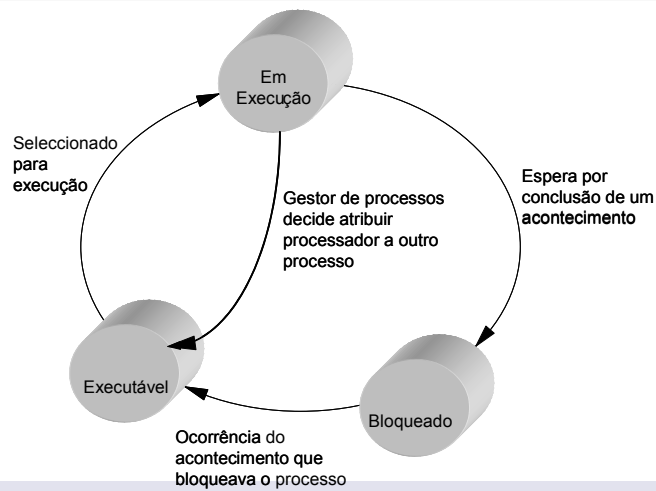 Em
Execução
Seleccionado
para
execução
Gestor de processos
decide atribuir
processador a outro
processo
Espera por
conclusão de um
acontecimento
Executável
Bloqueado
Ocorrência do
acontecimento que
bloqueava o processo